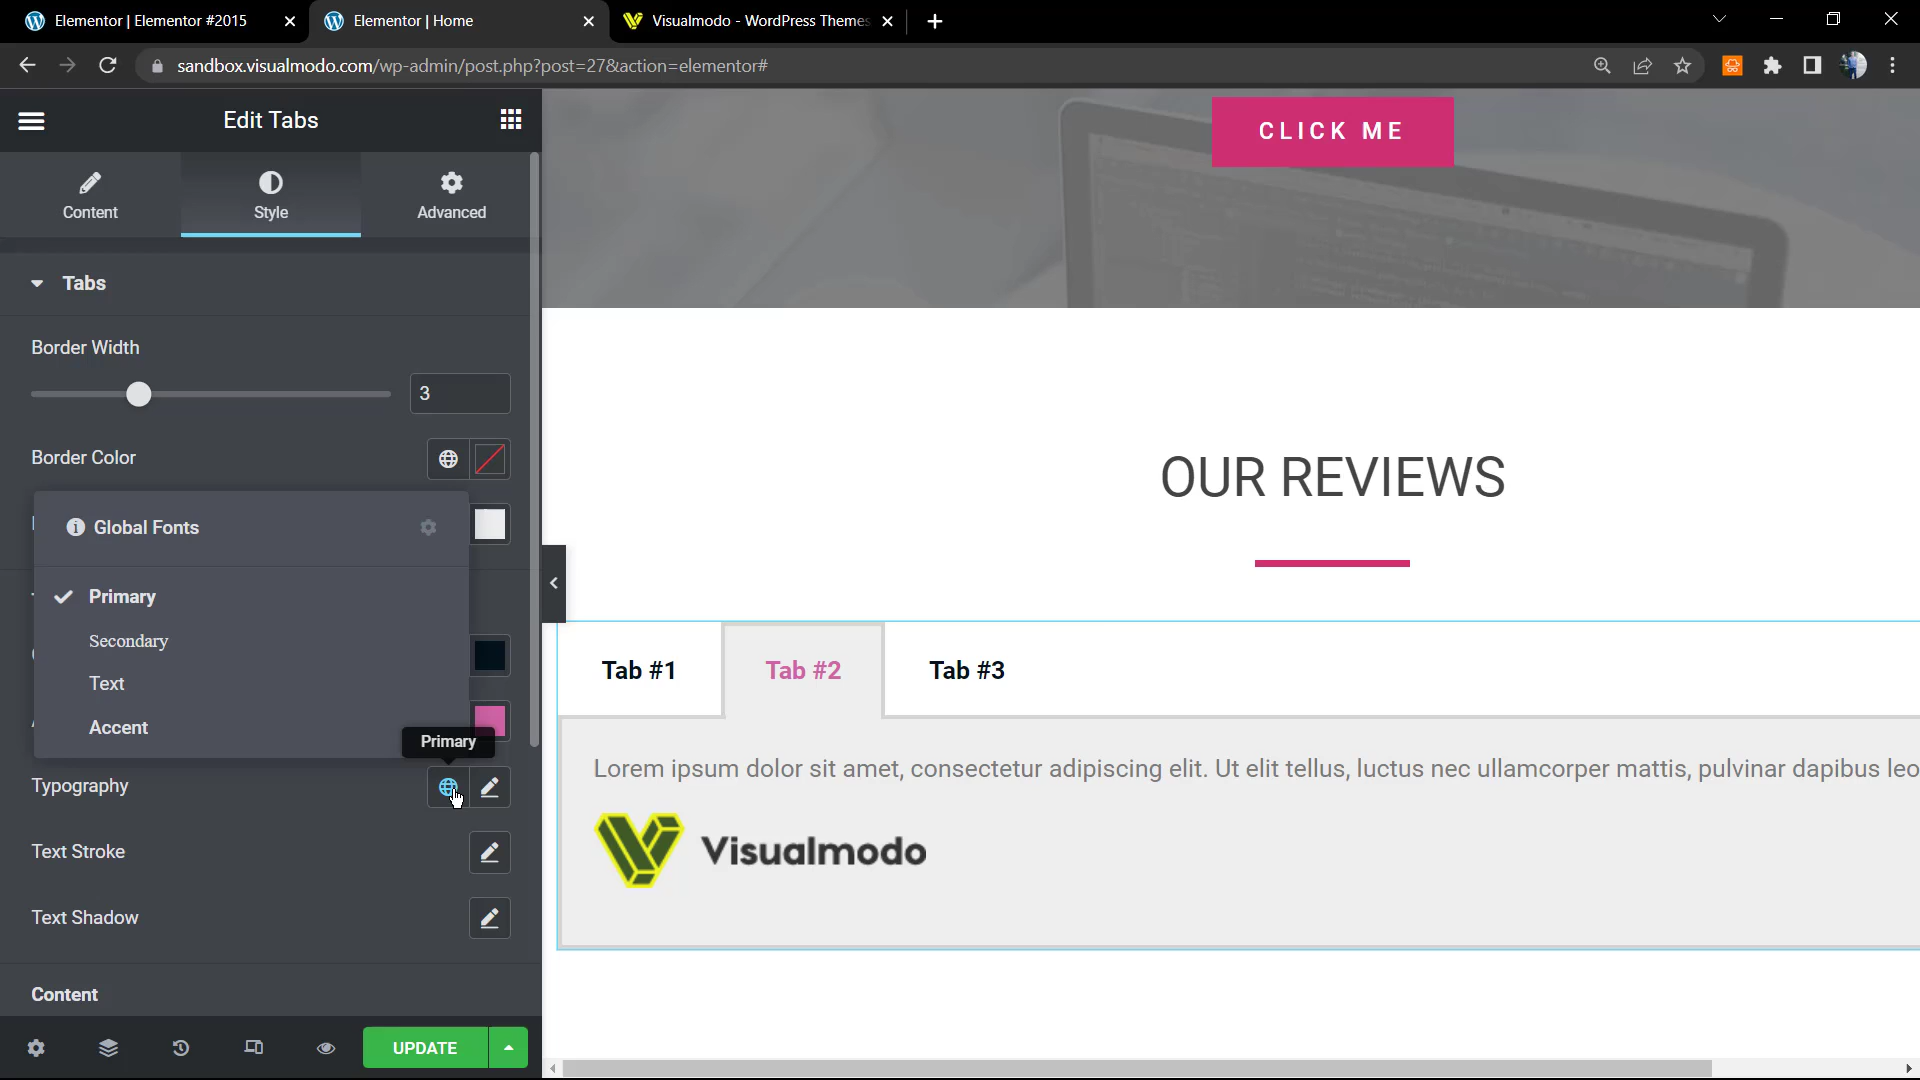 Elementor | Elementor #2015
Elementor | Home
Visualmodo - WordPress Themes
sandbox.visualmodo.com/wp-admin/post.php?post=27&action=elementor#
Edit Tabs
Content
Style
Advanced
Tabs
Border Width
3
Border Color
Global Fonts
Primary
Secondary
Text
Accent
Primary
Typography
Text Stroke
Text Shadow
Content
UPDATE
CLICK ME
OUR REVIEWS
Tab #1
Tab #2
Tab #3
Lorem ipsum dolor sit amet, consectetur adipiscing elit. Ut elit tellus, luctus nec ullamcorper mattis, pulvinar dapibus leo
Visualmodo